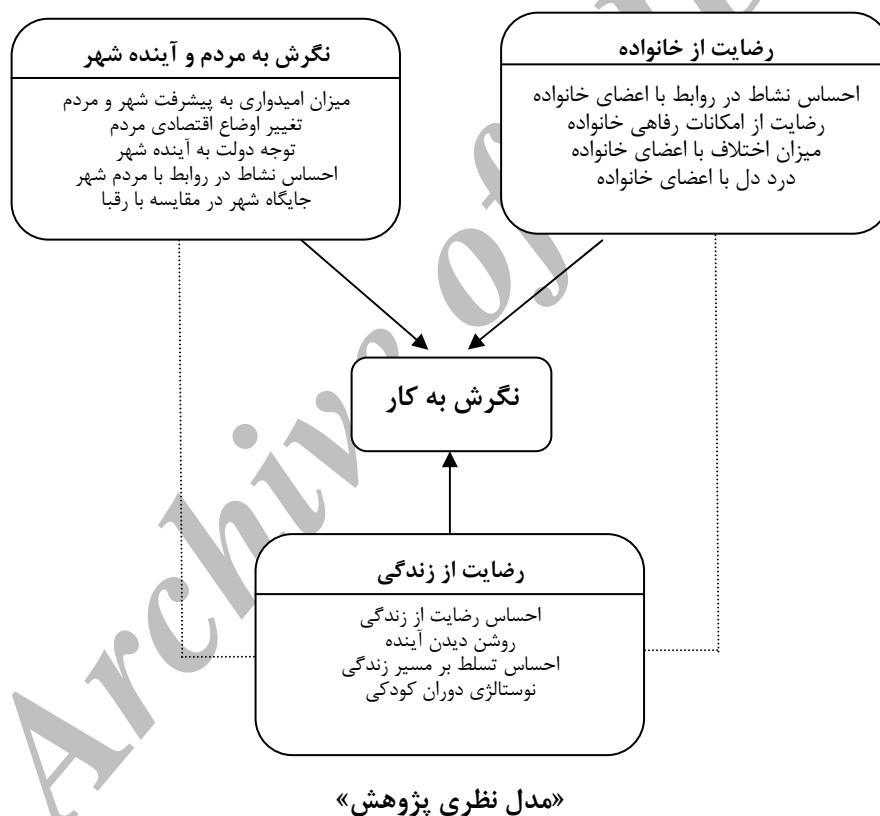 رضایت از خانواده
احساس نشاط در روابط با اعضای خانواده
رضایت از امکانات رفاهی خانواده
میزان اختلاف با اعضای خانواده
درد دل با اعضای خانواده
نگرش به مردم و آینده شهر
میزان امیدواری به پیشرفت شهر و مردم
تغییر اوضاع اقتصادی مردم
توجه دولت به آینده شهر
احساس نشاط در روابط با مردم شهر
جایگاه شهر در مقایسه با رقبا
نگرش به کار
رضایت از زندگی
احساس رضایت از زندگی
روشن دیدن آینده
احساس تسلط بر مسیر زندگی
نوستالژی دوران کودکی
«مدل نظری پژوهش»
Archive of